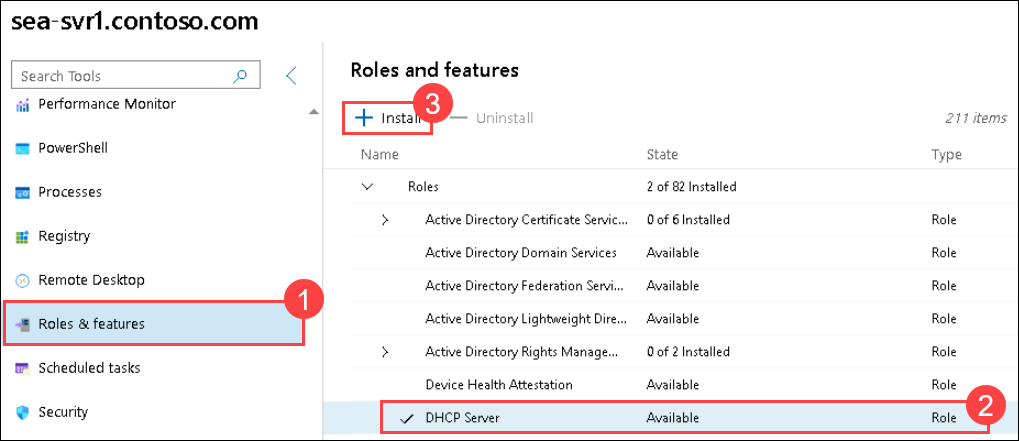 sea-svr1.contoso.com
Search Tools
Performance Monitor
PowerShell
Processes
Registry
Remote Desktop
1
Roles & features
Scheduled tasks
Security
Roles and features
3
Install
Uninstall
211 items
Name State Type
Roles 2 of 82 Installed
Active Directory Certificate Servic... 0 of 6 Installed Role
Active Directory Domain Services Available Role
Active Directory Federation Servi... Available Role
Active Directory Lightweight Dire... Available Role
Active Directory Rights Manage... 0 of 2 Installed Role
Device Health Attestation Available Role
DHCP Server Available Role
2